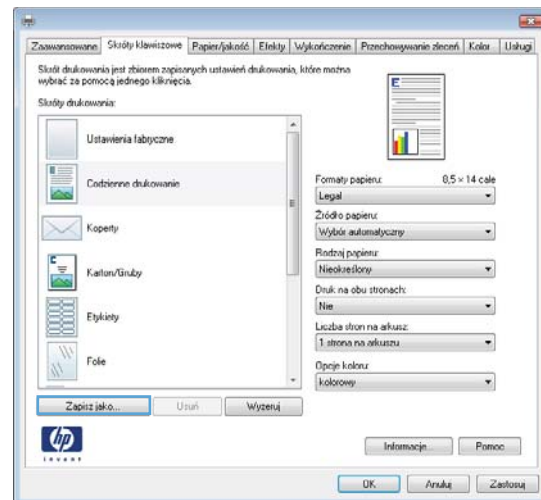 Zaawansowane Skróty klawiszowe Papier/jakość Efekty Wykończenie Przechowywanie zleceń Kolor Usługi
Skrót drukowania jest zbiorem zapisanych ustawień drukowania, które można
wybrać za pomocą jednego kliknięcia.
Skróty drukowania:
Ustawienia fabryczne
Codzienne drukowanie
Koperty
Karton/Gruby
Etykiety
Folie
Zapisz jako...
Usuń
Wyzeruj
E
Formaty papieru: 8,5 × 14 cale
Legal
Źródło papieru:
Wybór automatyczny
Rodzaj papieru:
Nieokreślony
Druk na obu stronach:
Nie
Liczba stron na arkusz:
1 strona na arkuszu
Opcje koloru:
kolorowy
hp
invent
Informacje...
Pomoc
OK
Anuluj
Zastosuj